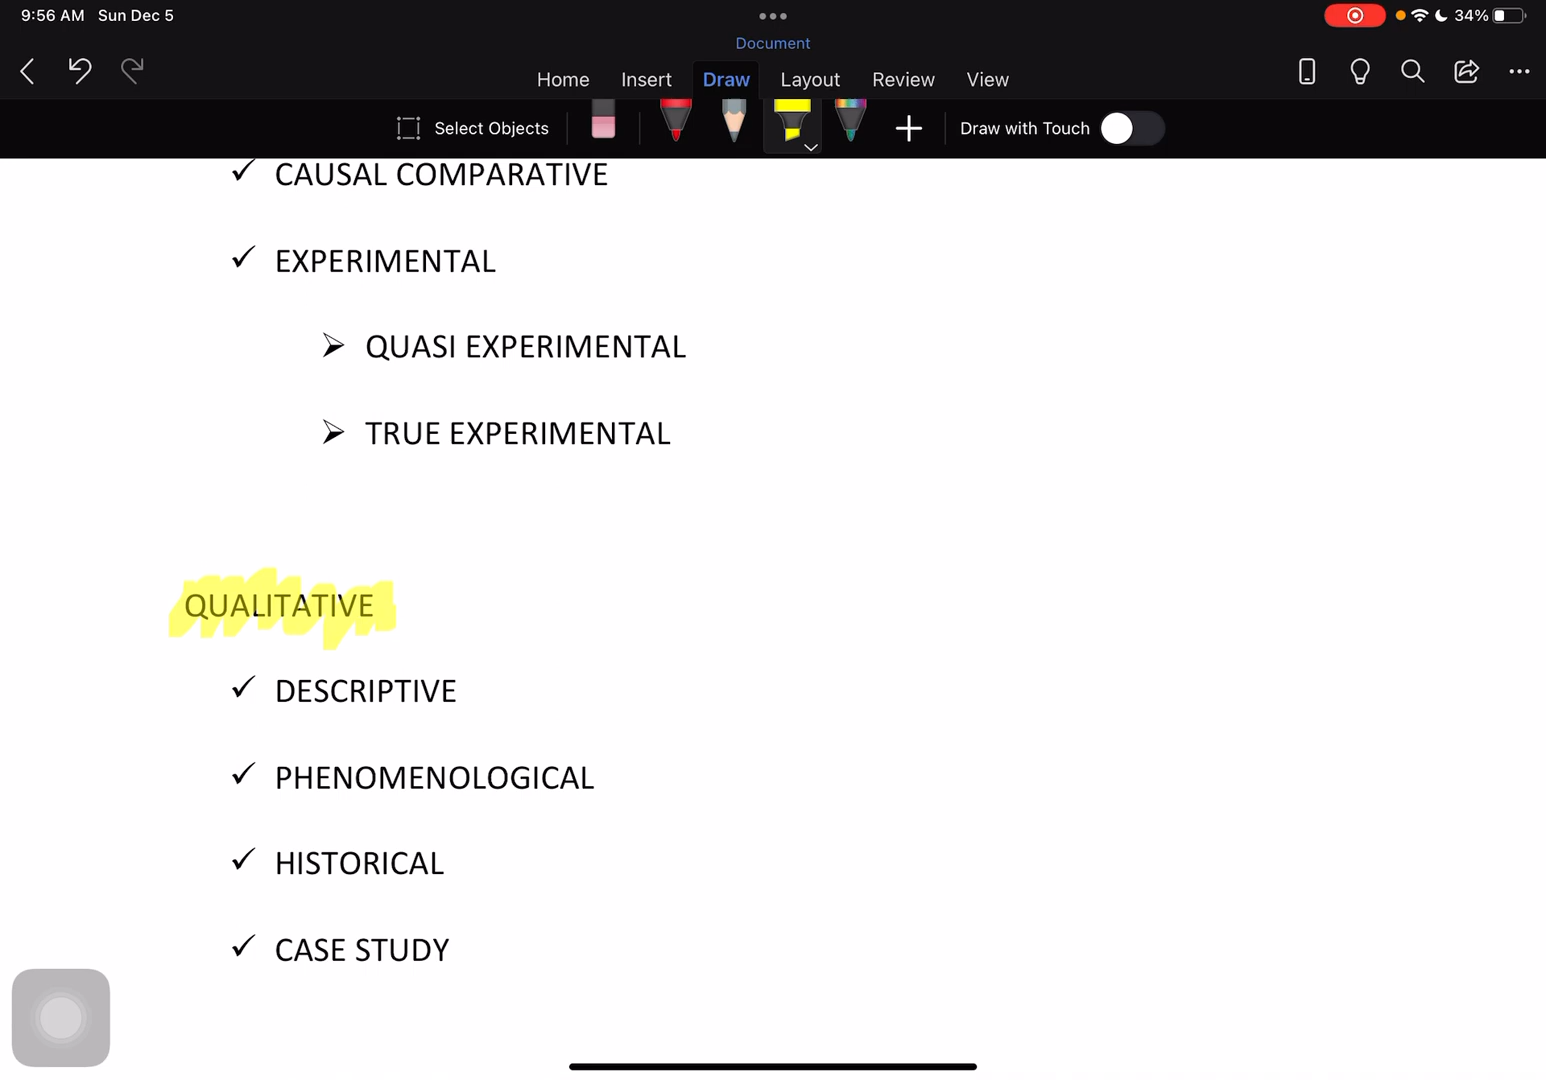 9:56 AM Sun Dec 5
34%
Document
Home Insert Draw Layout Review View
Select Objects
Draw with Touch
✓ CAUSAL COMPARATIVE
✓ EXPERIMENTAL
➢ QUASI EXPERIMENTAL
➢ TRUE EXPERIMENTAL
QUALITATIVE
✓ DESCRIPTIVE
✓ PHENOMENOLOGICAL
✓ HISTORICAL
✓ CASE STUDY